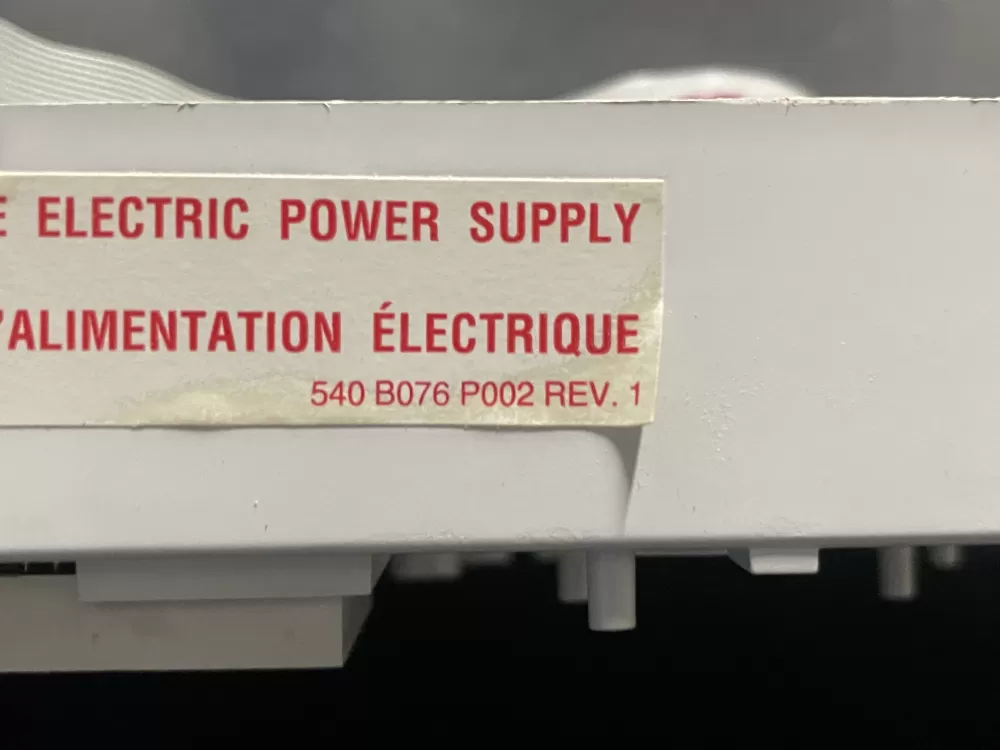 ELECTRIC POWER SUPPLY
'ALIMENTATION ÉLECTRIQUE
540 B076 P002 REV. 1